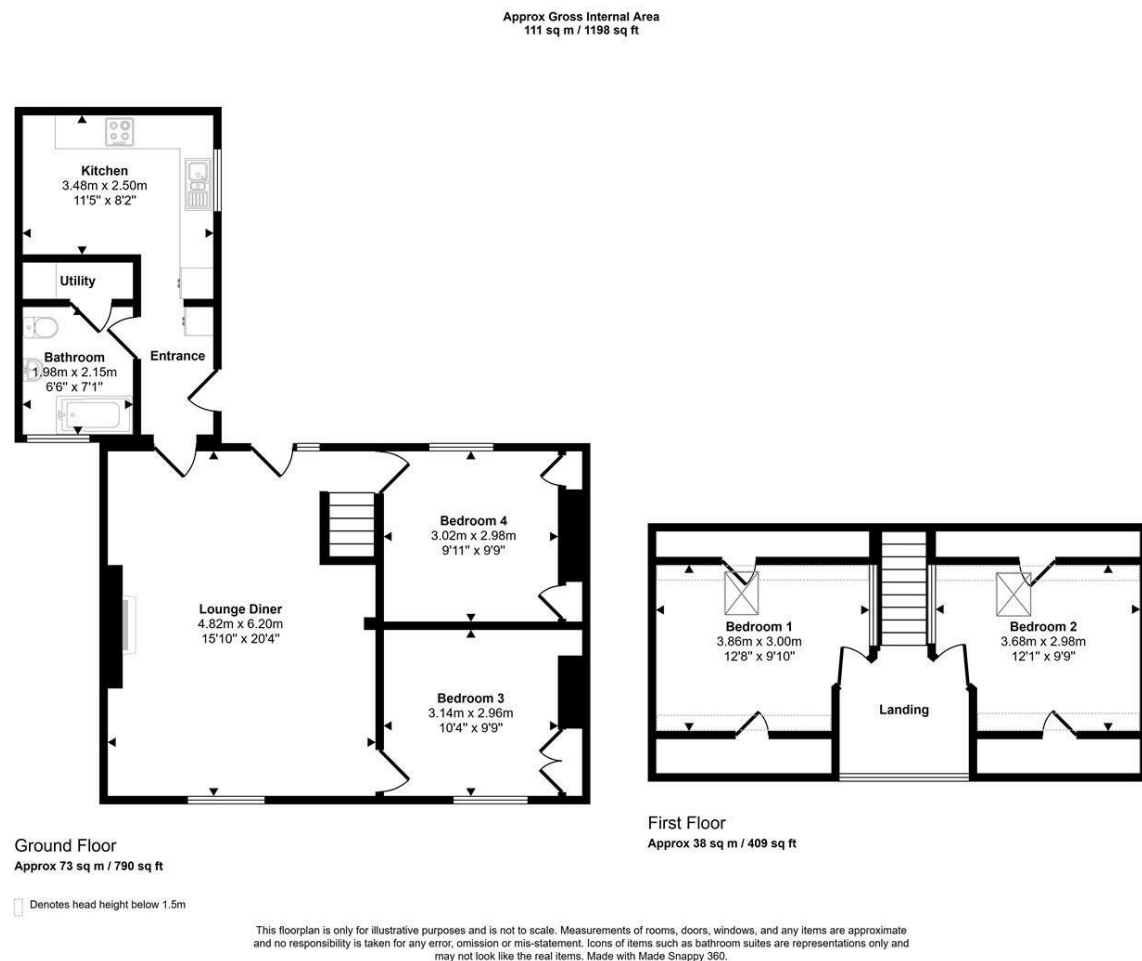 Approx Gross Internal Area
111 sq m / 1198 sq ft
Kitchen
3.48m x 2.50m
11'5" x 8'2"
Utility
Bathroom
1.98m x 2.15m
6'6" x 7'1"
Entrance
Lounge Diner
4.82m x 6.20m
15'10" x 20'4"
Bedroom 4
3.02m x 2.98m
9'11" x 9'9"
Bedroom 3
3.14m x 2.96m
10'4" x 9'9"
Bedroom 1
3.86m x 3.00m
12'8" x 9'10"
Bedroom 2
3.68m x 2.98m
12'1" x 9'9"
Landing
Ground Floor
Approx 73 sq m / 790 sq ft
First Floor
Approx 38 sq m / 409 sq ft
Denotes head height below 1.5m
This floorplan is only for illustrative purposes and is not to scale. Measurements of rooms, doors, windows, and any items are approximate
and no responsibility is taken for any error, omission or mis-statement. Icons of items such as bathroom suites are representations only and
may not look like the real items. Made with Made Snappy 360.